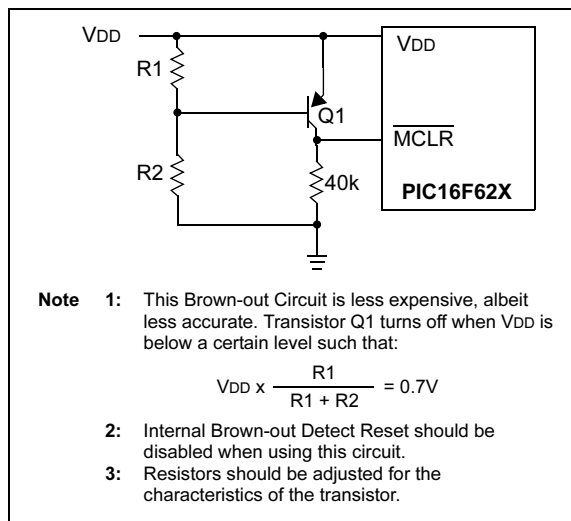 VDD
VDD
R1
Q1
MCLR
R2
40k
PIC16F62X
Note 1: This Brown-out Circuit is less expensive, albeit
less accurate. Transistor Q1 turns off when VDD is
below a certain level such that:
VDD x R1 / R1 + R2 = 0.7V
2: Internal Brown-out Detect Reset should be
disabled when using this circuit.
3: Resistors should be adjusted for the
characteristics of the transistor.